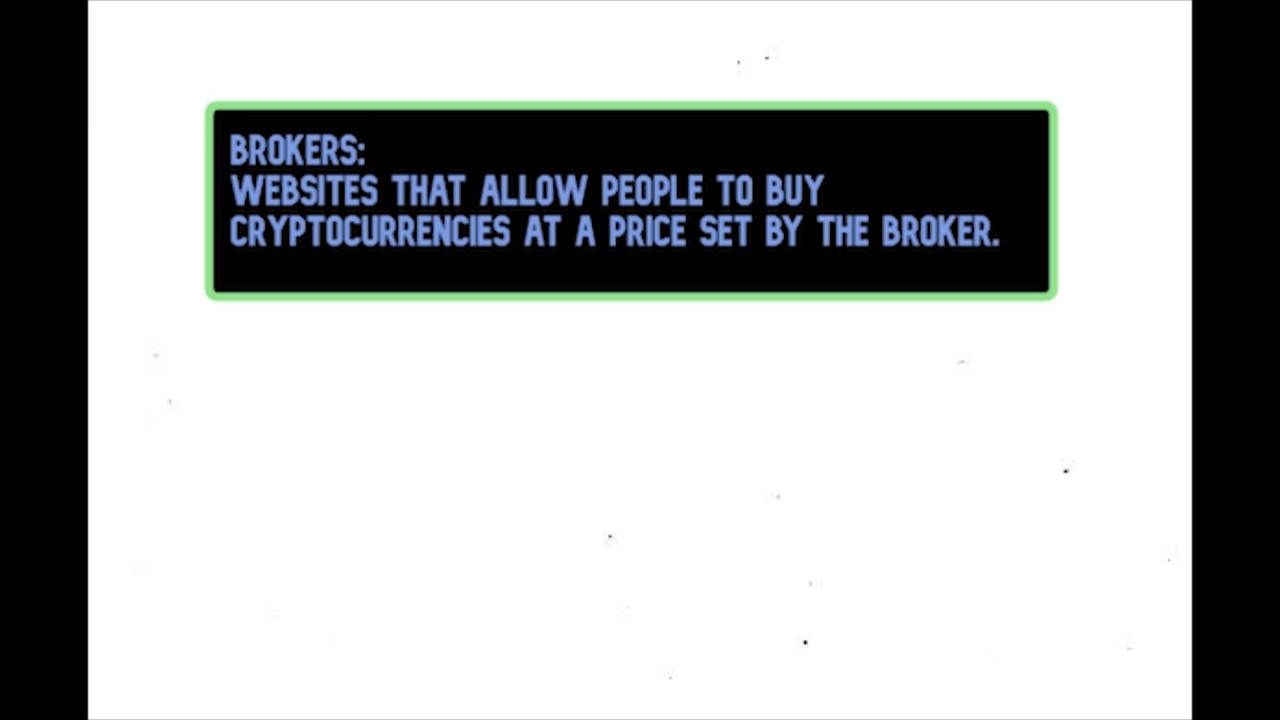 BROKERS:
WEBSITES THAT ALLOW PEOPLE TO BUY
CRYPTOCURRENCIES AT A PRICE SET BY THE BROKER.